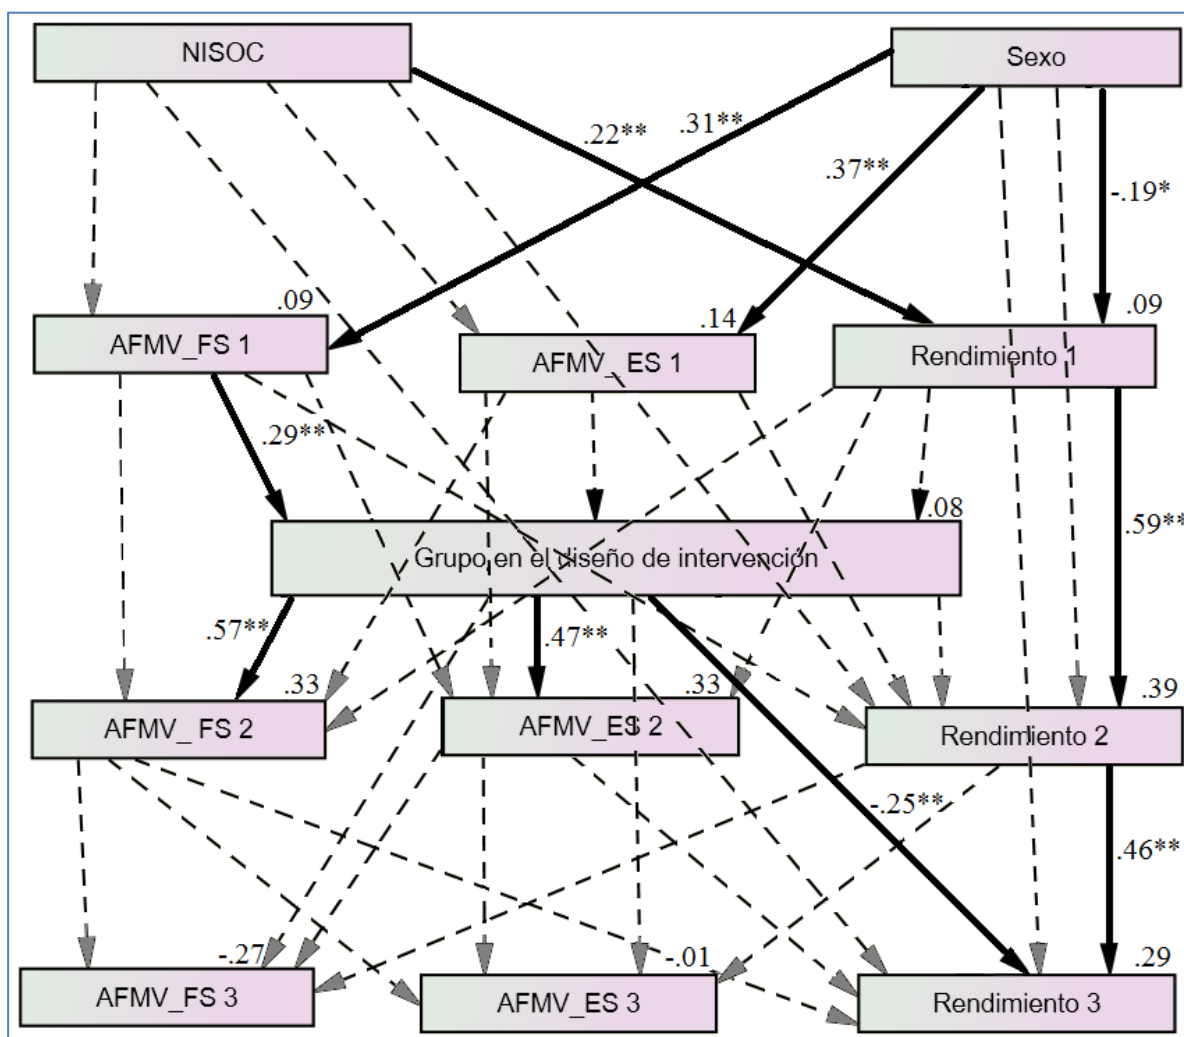 NISOC
Sexo
.22**
.31**
.37**
-.19*
.09
.14
.09
AFMV_FS 1
AFMV_ES 1
Rendimiento 1
.29**
.08
.59**
Grupo en el diseño de intervención
.57**
.47**
.33
.33
.39
AFMV_ FS 2
AFMV_ES 2
Rendimiento 2
-.25**
.46**
-.27
-.01
.29
AFMV_FS 3
AFMV_ES 3
Rendimiento 3